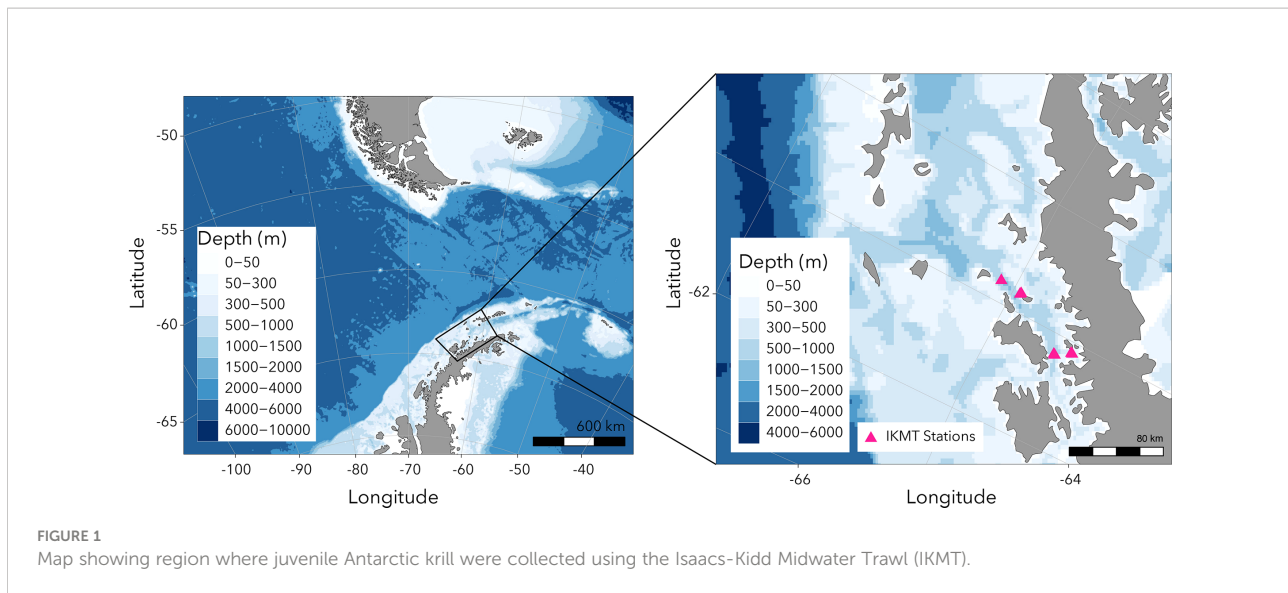 -50
-55
-60
-65
Latitude
Depth (m)
0–50
50–300
300–500
500–1000
1000–1500
1500–2000
2000–4000
4000–6000
6000–10000
600 km
-100
-90
-80
-70
-60
-50
-40
Longitude
Latitude
-62
Depth (m)
0–50
50–300
300–500
500–1000
1000–1500
1500–2000
2000–4000
4000–6000
IKMT Stations
80 km
-66
-64
Longitude
FIGURE 1
Map showing region where juvenile Antarctic krill were collected using the Isaacs-Kidd Midwater Trawl (IKMT).